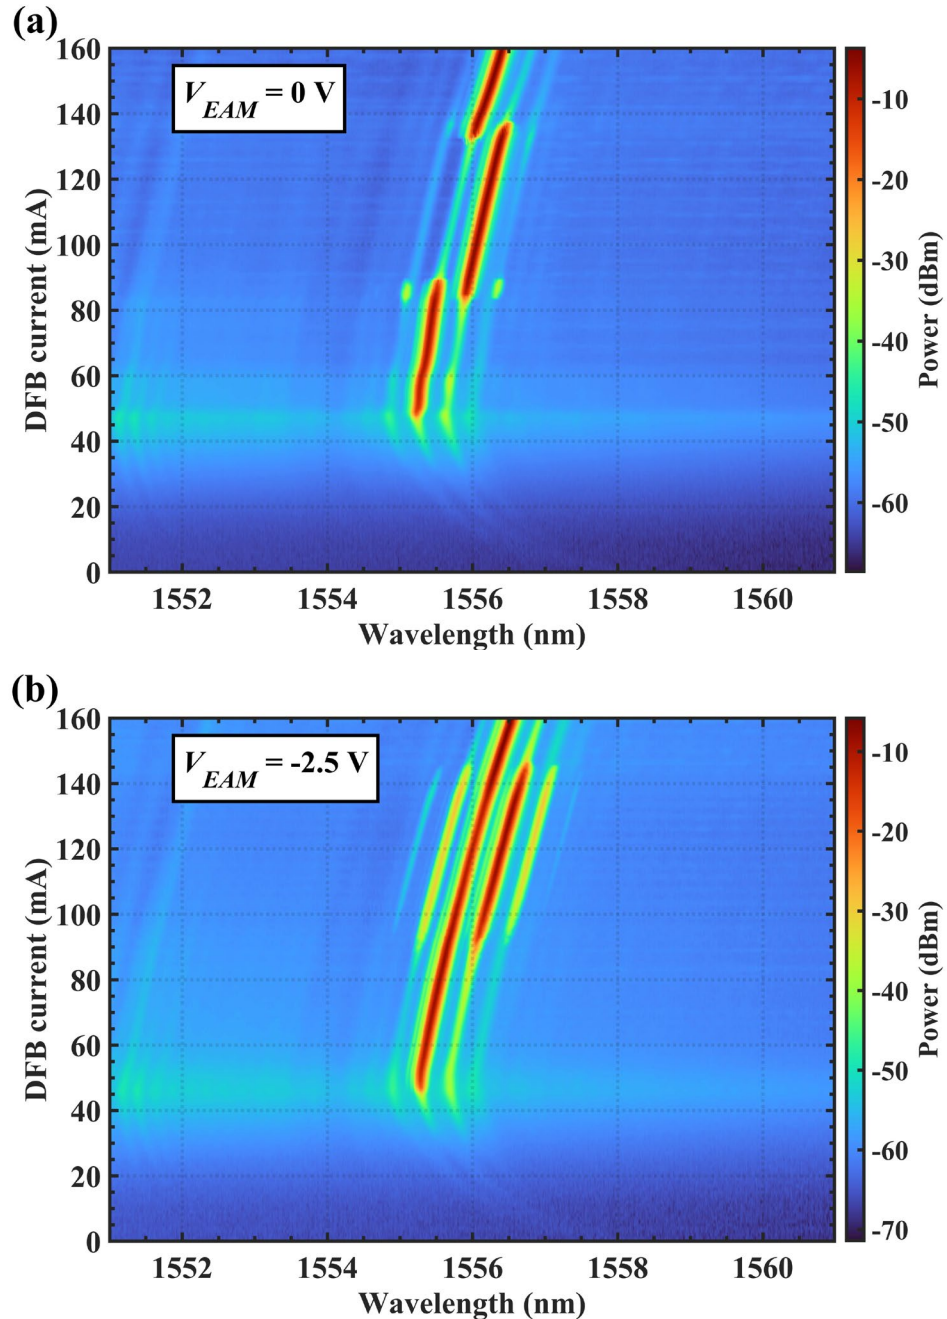 (a)
V_EAM = 0 V
160
140
120
100
80
60
40
20
0
DFB current (mA)
1552 1554 1556 1558 1560
Wavelength (nm)
-10
-20
-30
-40
-50
-60
Power (dBm)
(b)
V_EAM = -2.5 V
160
140
120
100
80
60
40
20
0
DFB current (mA)
1552 1554 1556 1558 1560
Wavelength (nm)
-10
-20
-30
-40
-50
-60
-70
Power (dBm)